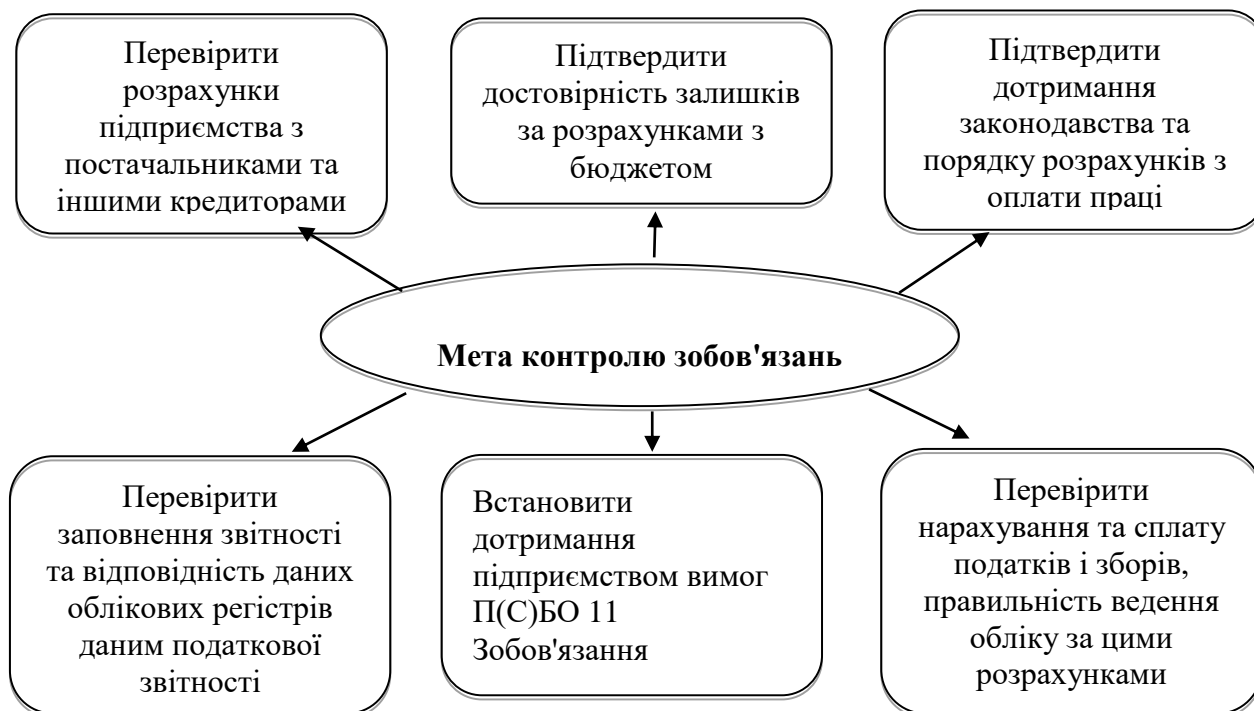 Перевірити
розрахунки
підприємства з
постачальниками та
іншими кредиторами
Підтвердити
достовірність залишків
за розрахунками з
бюджетом
Підтвердити
дотримання
законодавства та
порядку розрахунків з
оплати праці
Мета контролю зобов'язань
Перевірити
заповнення звітності
та відповідність даних
облікових регістрів
даним податкової
звітності
Встановити
дотримання
підприємством вимог
П(С)БО 11
Зобов'язання
Перевірити
нарахування та сплату
податків і зборів,
правильність ведення
обліку за цими
розрахунками